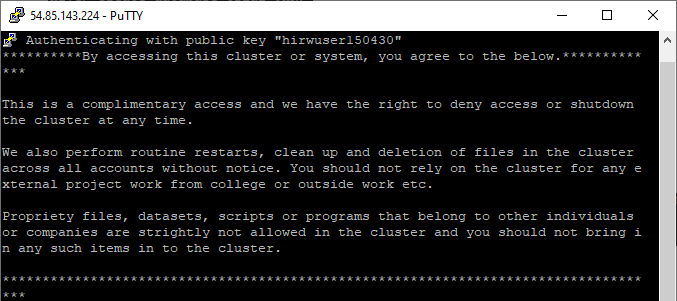 54.85.143.224 - PuTTY
Authenticating with public key "hirwuser150430"
**********By accessing this cluster or system, you agree to the below.**********
***
This is a complimentary access and we have the right to deny access or shutdown
the cluster at any time.
We also perform routine restarts, clean up and deletion of files in the cluster
across all accounts without notice. You should not rely on the cluster for any e
xternal project work from college or outside work etc.
Propriety files, datasets, scripts or programs that belong to other individuals
or companies are strightly not allowed in the cluster and you should not bring i
n any such items in to the cluster.
********************************************************************************
***